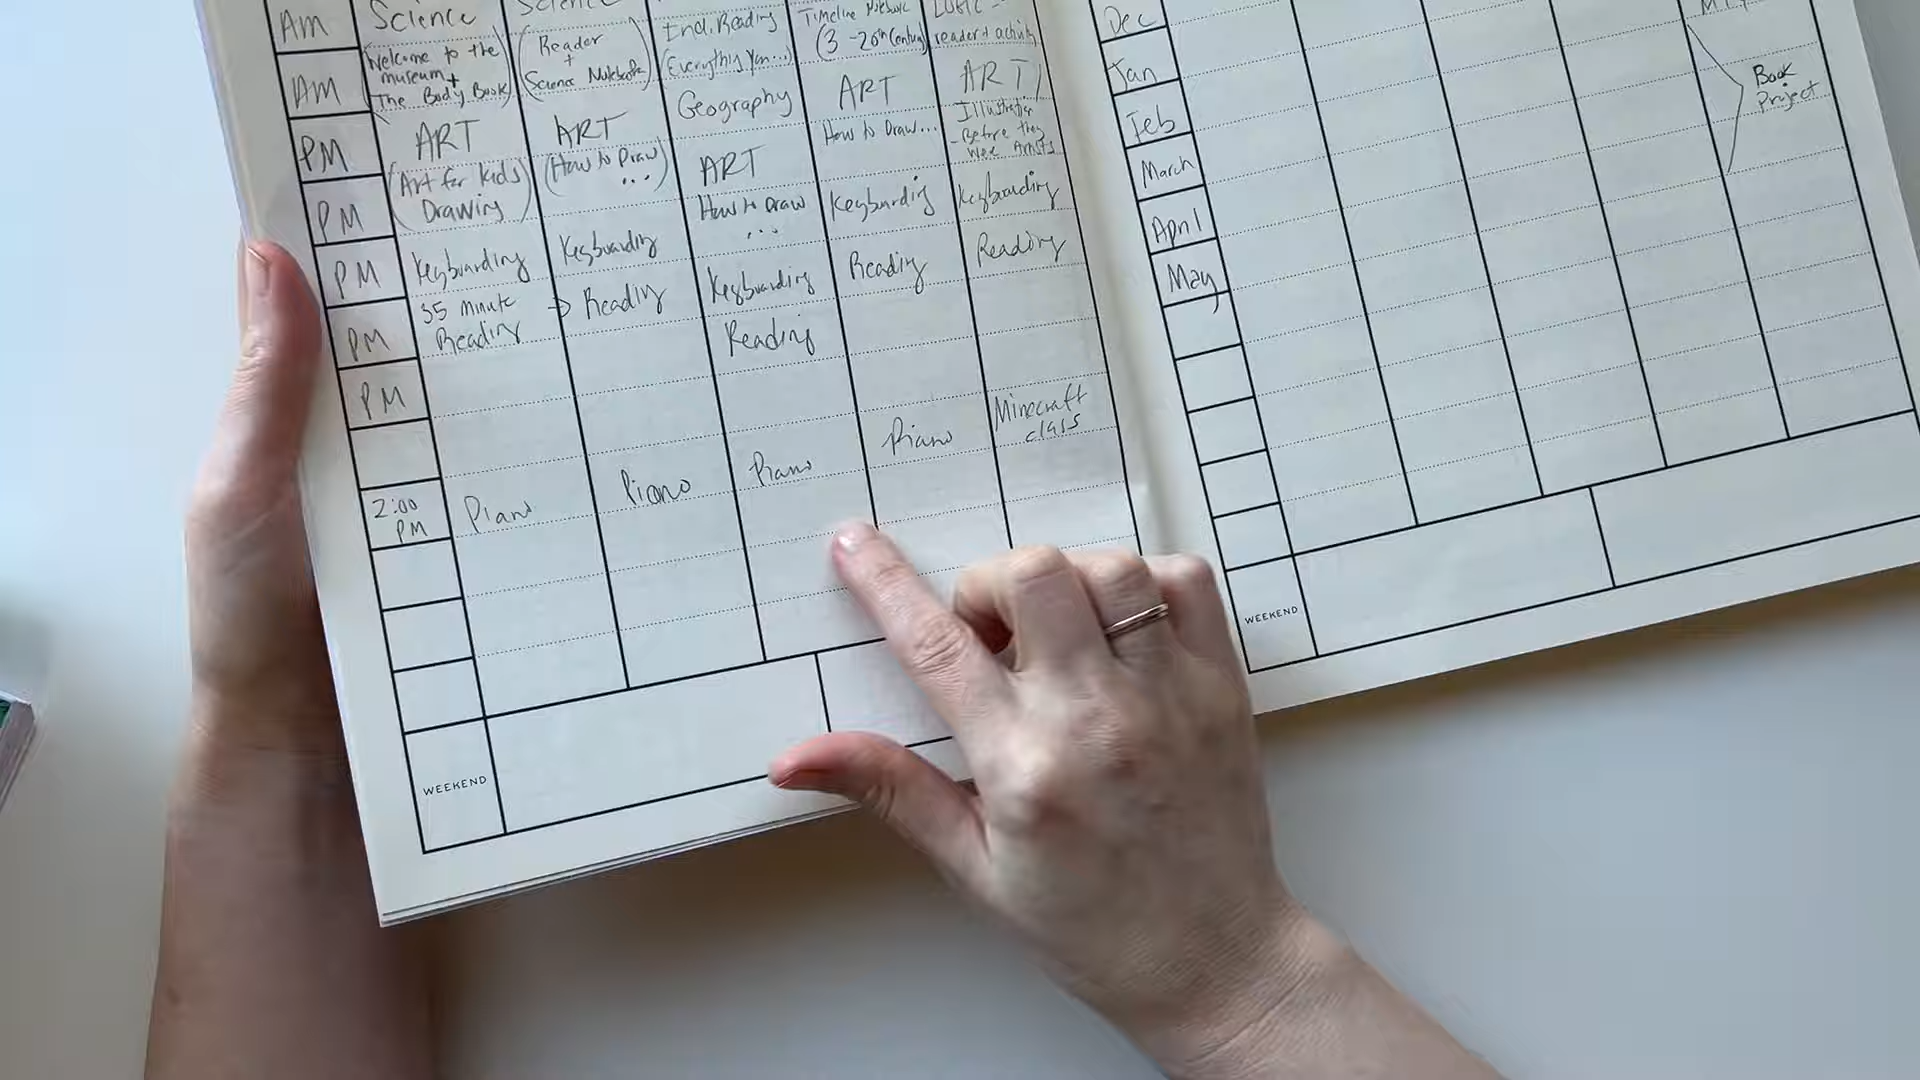 AM
Science
Science
Ind. Reading
Timeline Notebook
Logic -
AM
(Welcome to the
museum +
The Body Book)
(Reader
+
Science Notebook)
(Everything You...)
(3 - 20th Century)
reader + activity
Geography
ART
ART/
PM
ART
ART
How to Draw...
Illustration
- Before they
were Artists
PM
(Art for Kids)
Drawing
(How to Draw)
...
ART
How to Draw
...
Keyboarding
Keyboarding
PM
Keyboarding
Keyboarding
Keyboarding
Reading
Reading
PM
35 minute
Reading
→ Reading
Reading
PM
2:00
PM
Piano
Piano
Piano
Piano
Minecraft
class
WEEKEND
Dec
Jan
Feb
March
April
May
Book
Project
WEEKEND